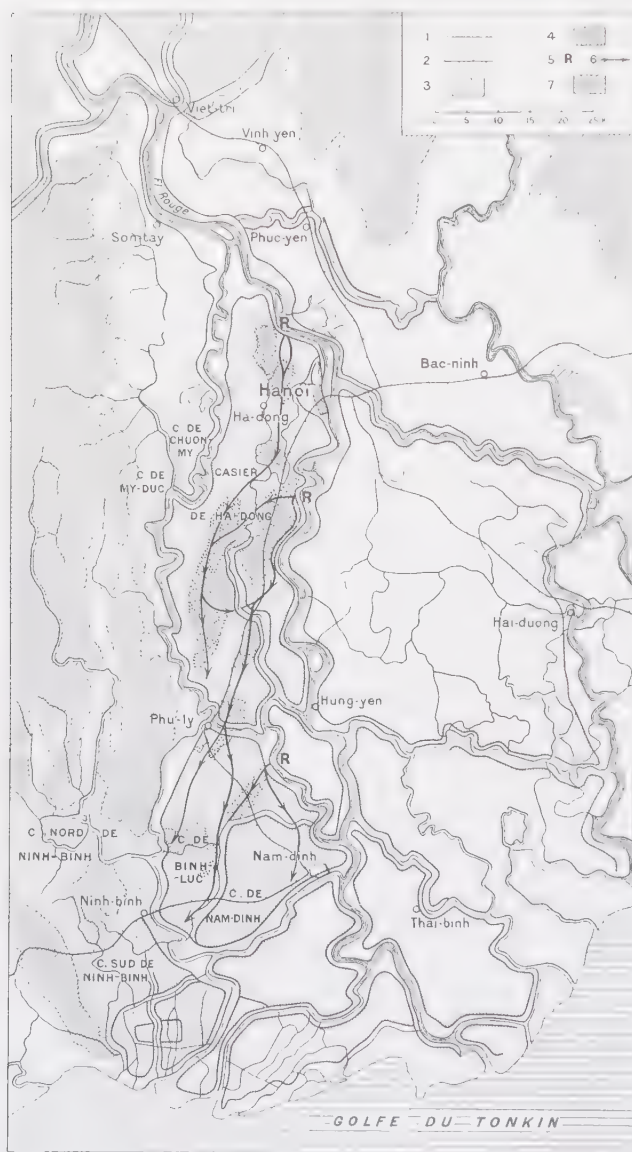 1 4
2 5 R 6
3 7
5 10 15 20
Viet-tri
Vinh yen
Fl. Rouge
Sontay
Phuc-yen
R
Bac-ninh
Hanoi
Ha-dong
C DE
CHUON
MY
C DE
MY-DUC
CASIER
DE HA-DONG
R
Hai-duong
Hung-yen
Phu-ly
R
C. NORD DE
NINH-BINH
C. DE
BINH
-LUC
Nam-dinh
Ninh-binh
C. DE
NAM-DINH
Thai-binh
C. SUD DE
NINH-BINH
GOLFE DU TONKIN